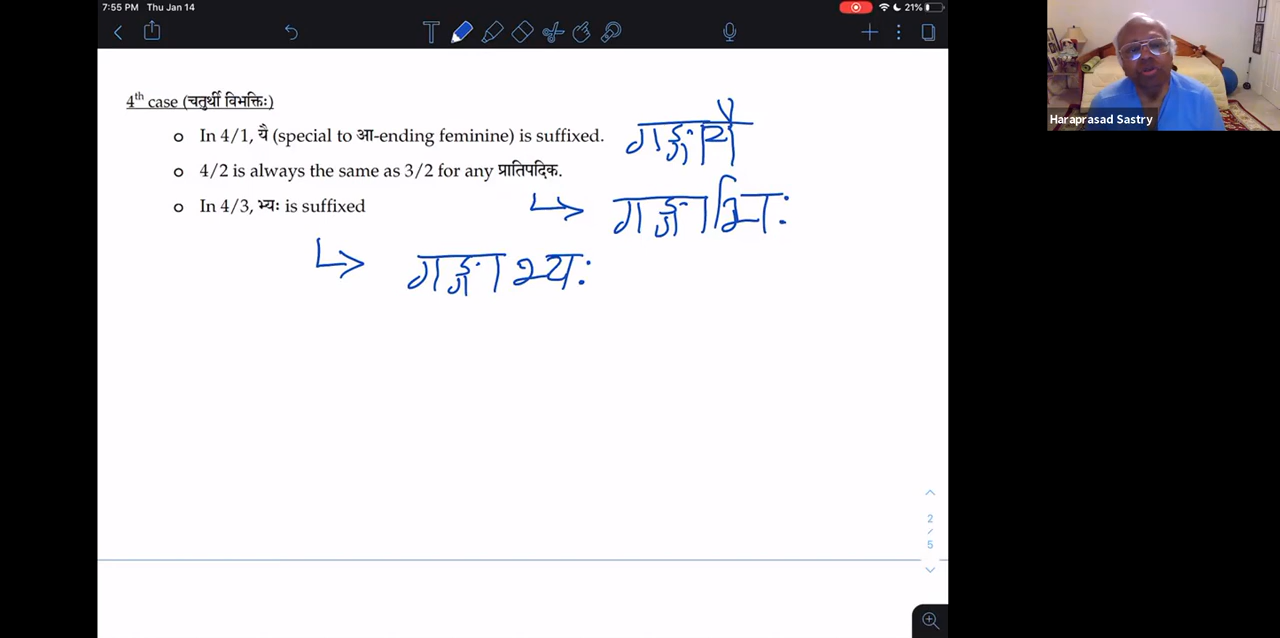 7:55 PM Thu Jan 14 21%
4th case (चतुर्थी विभक्तिः)
o In 4/1, यै (special to आ-ending feminine) is suffixed. गङ्गायै
o 4/2 is always the same as 3/2 for any प्रातिपदिक.
o In 4/3, भ्यः is suffixed गङ्गाभिः
गङ्गाभ्यः
Haraprasad Sastry
2
/
5